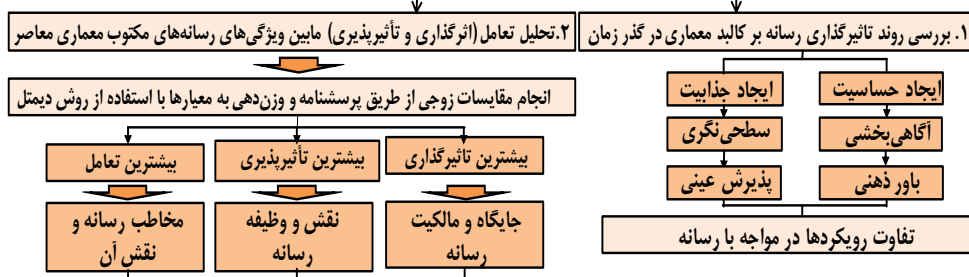 ۱. بررسی روند تاثیرگذاری رسانه بر کالبد معماری در گذر زمان
ایجاد حساسیت
ایجاد جذابیت
آگاهی‌بخشی
سطحی‌نگری
باور ذهنی
پذیرش عینی
تفاوت رویکردها در مواجه با رسانه
۲.تحلیل تعامل (اثرگذاری و تأثیرپذیری) مابین ویژگی‌های رسانه‌های مکتوب معماری معاصر
انجام مقایسات زوجی از طریق پرسشنامه و وزن‌دهی به معیارها با استفاده از روش دیمتل
بیشترین تاثیرگذاری
بیشترین تأثیرپذیری
بیشترین تعامل
جایگاه و مالکیت
رسانه
نقش و وظیفه
رسانه
مخاطب رسانه و
نقش آن